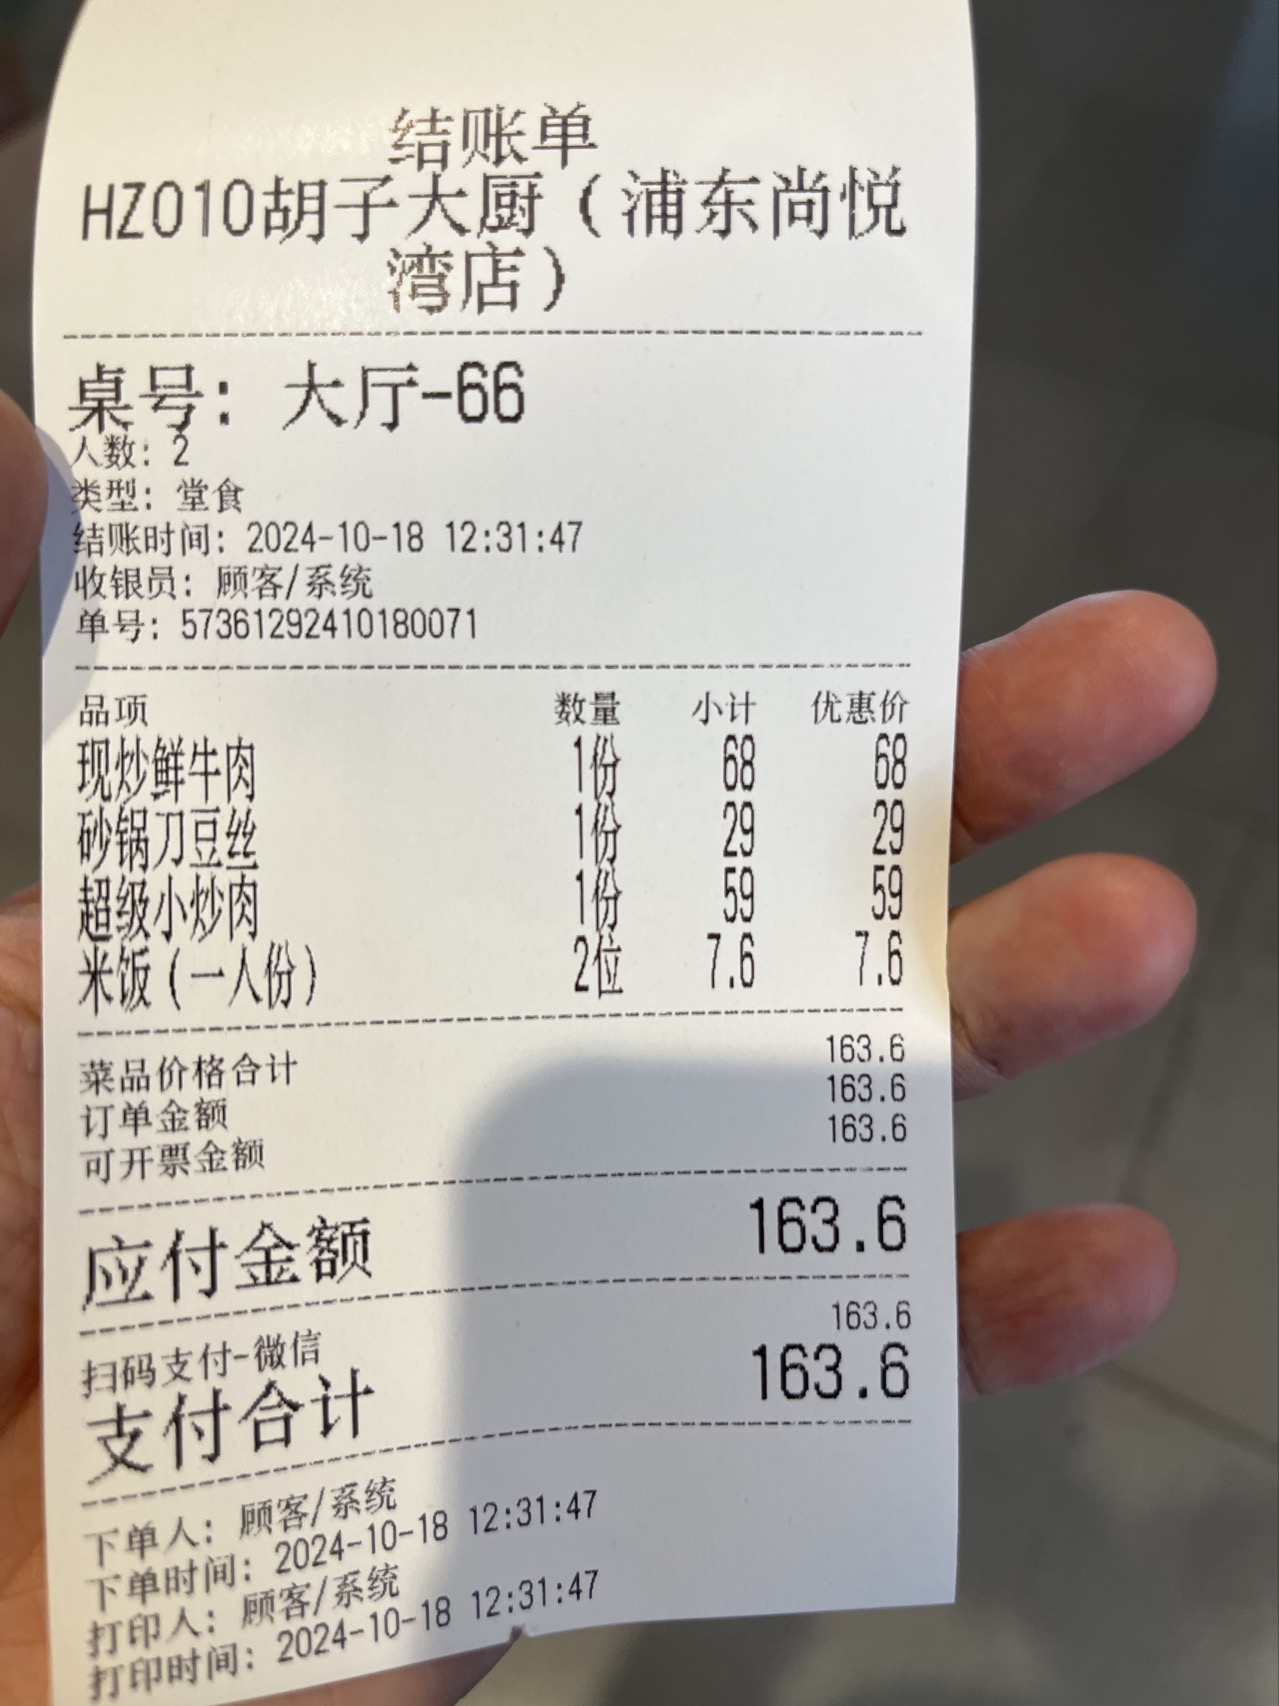 结账单
HZ010胡子大厨（浦东尚悦
湾店）
桌号: 大厅-66
人数: 2
类型: 堂食
结账时间: 2024-10-18 12:31:47
收银员: 顾客/系统
单号: 57361292410180071
品项 数量 小计 优惠价
现炒鲜牛肉 1份 68 68
砂锅刀豆丝 1份 29 29
超级小炒肉 1份 59 59
米饭（一人份） 2位 7.6 7.6
菜品价格合计 163.6
订单金额 163.6
可开票金额 163.6
应付金额 163.6
扫码支付-微信 163.6
支付合计 163.6
下单人: 顾客/系统
下单时间: 2024-10-18 12:31:47
打印人: 顾客/系统
打印时间: 2024-10-18 12:31:47